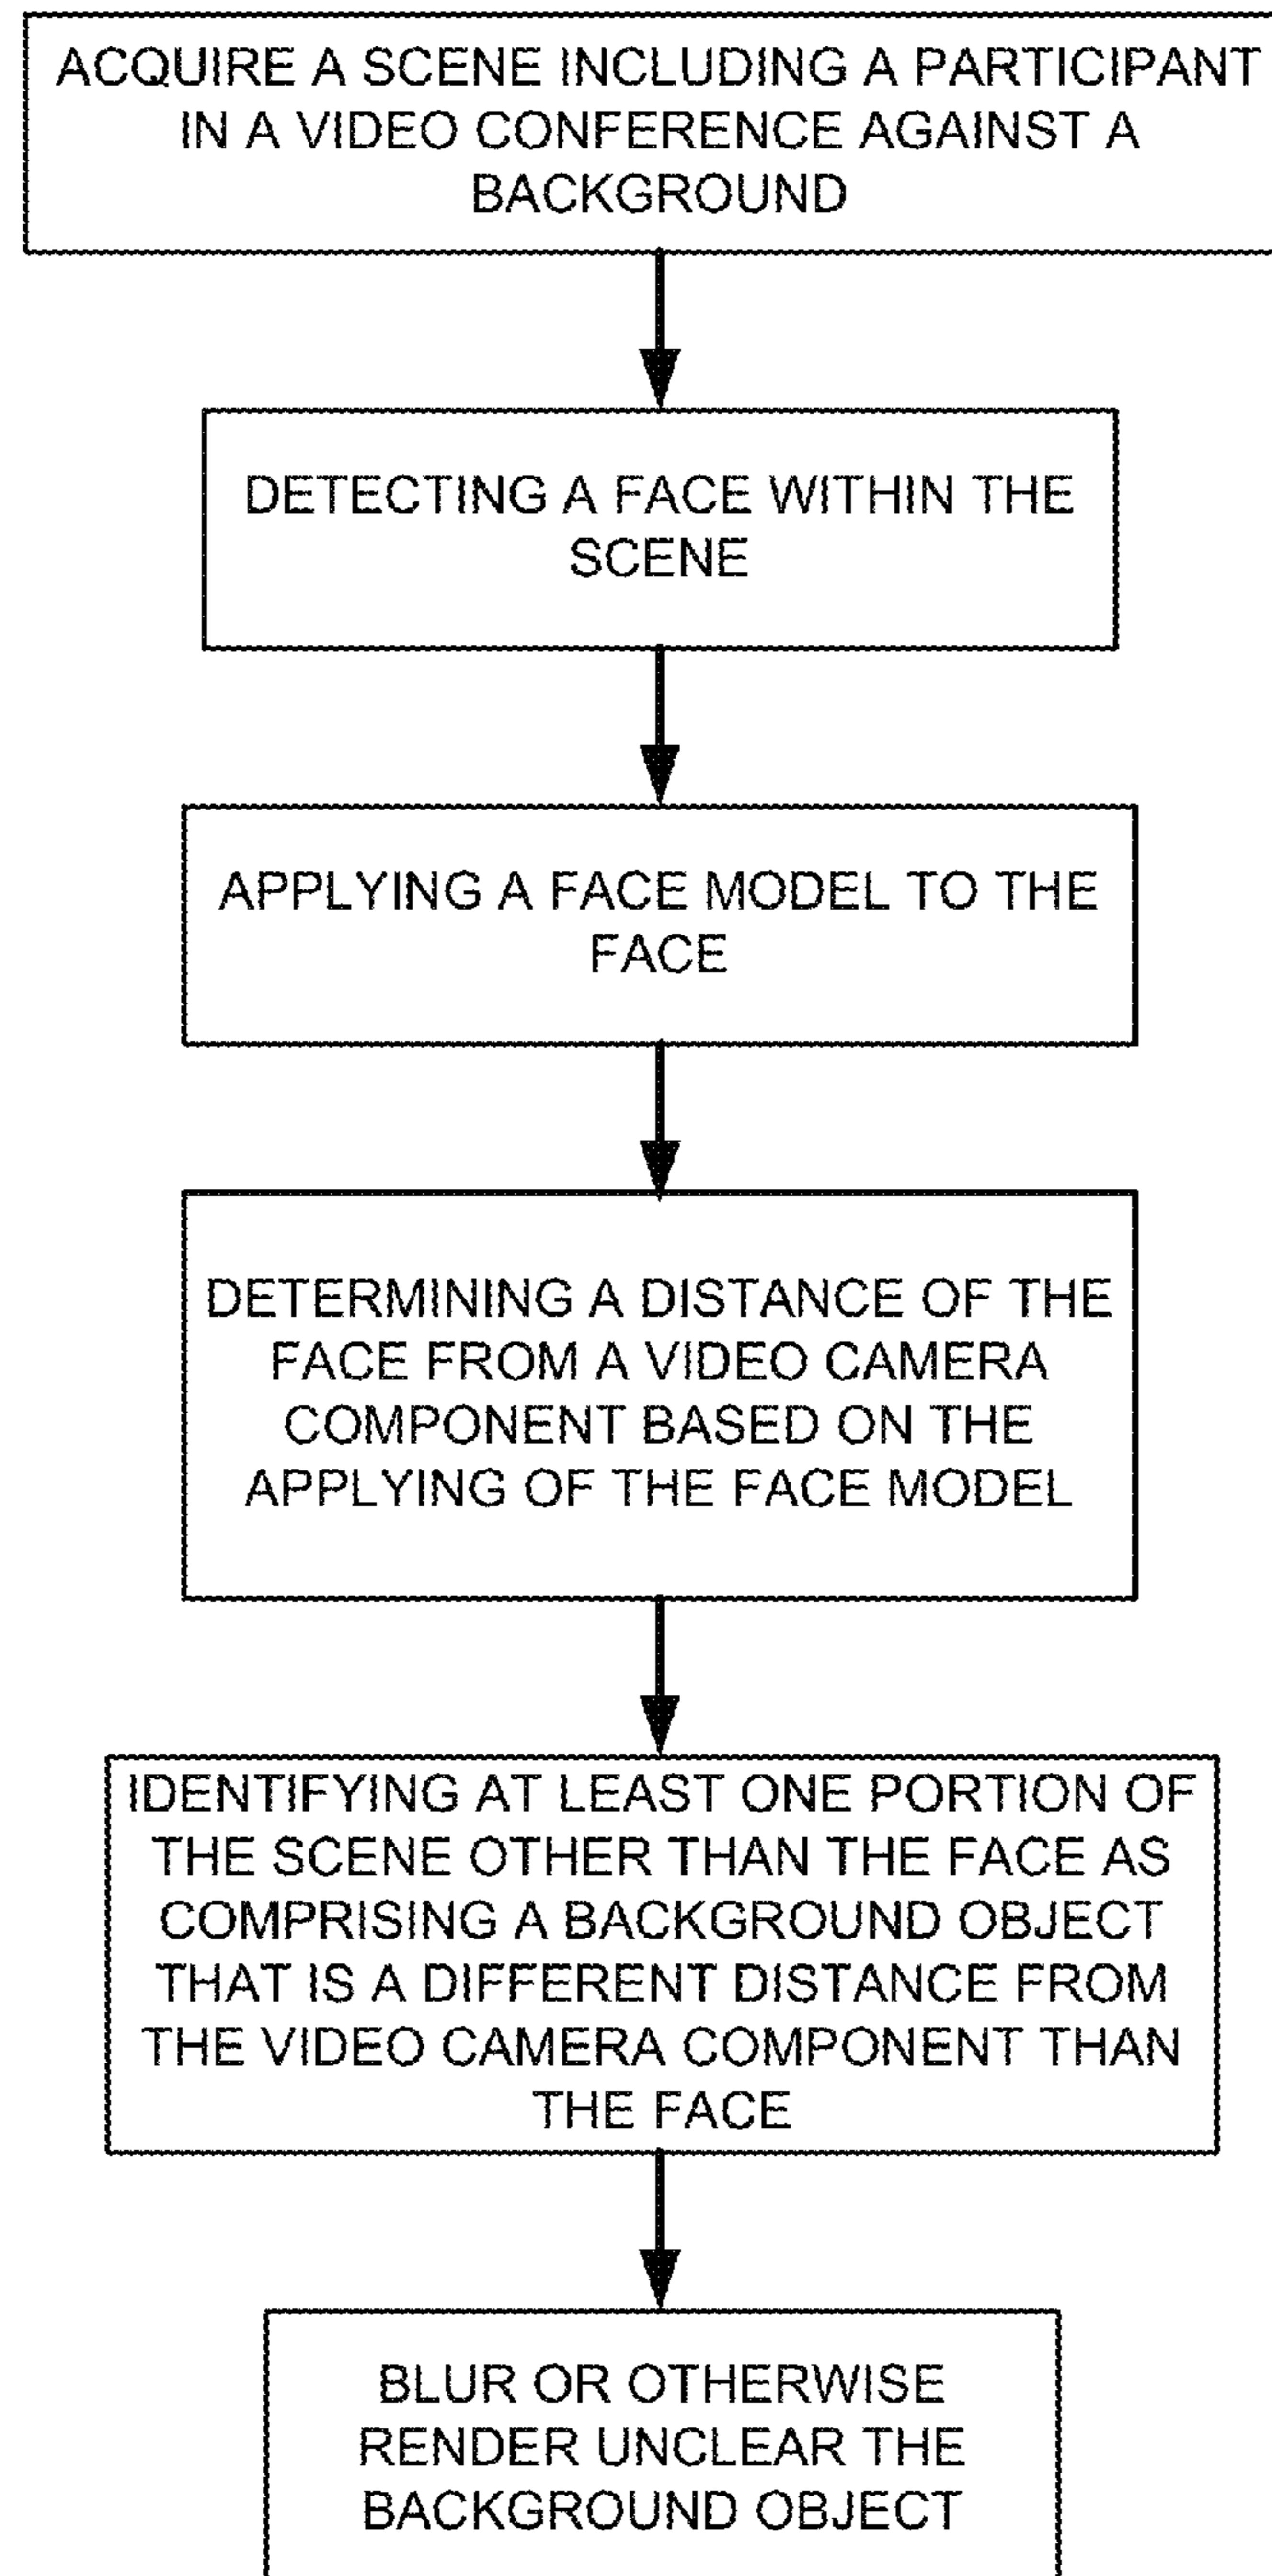 ACQUIRE A SCENE INCLUDING A PARTICIPANT
IN A VIDEO CONFERENCE AGAINST A
BACKGROUND
DETECTING A FACE WITHIN THE
SCENE
APPLYING A FACE MODEL TO THE
FACE
DETERMINING A DISTANCE OF THE
FACE FROM A VIDEO CAMERA
COMPONENT BASED ON THE
APPLYING OF THE FACE MODEL
IDENTIFYING AT LEAST ONE PORTION OF
THE SCENE OTHER THAN THE FACE AS
COMPRISING A BACKGROUND OBJECT
THAT IS A DIFFERENT DISTANCE FROM
THE VIDEO CAMERA COMPONENT THAN
THE FACE
BLUR OR OTHERWISE
RENDER UNCLEAR THE
BACKGROUND OBJECT